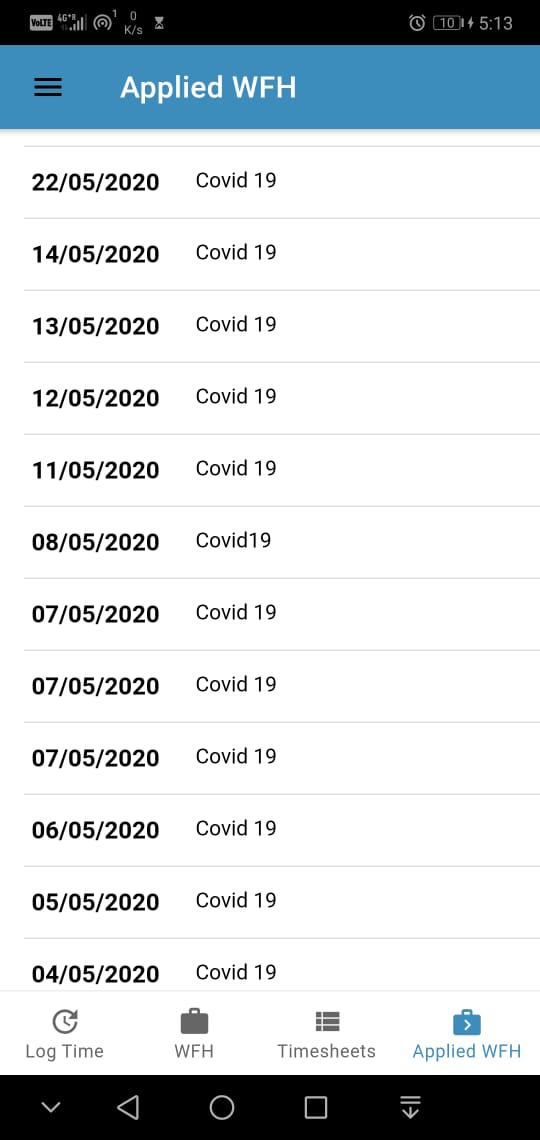 VoLTE 4G+R 1 0 K/s 10 5:13
Applied WFH
22/05/2020 Covid 19
14/05/2020 Covid 19
13/05/2020 Covid 19
12/05/2020 Covid 19
11/05/2020 Covid 19
08/05/2020 Covid19
07/05/2020 Covid 19
07/05/2020 Covid 19
07/05/2020 Covid 19
06/05/2020 Covid 19
05/05/2020 Covid 19
04/05/2020 Covid 19
Log Time WFH Timesheets Applied WFH